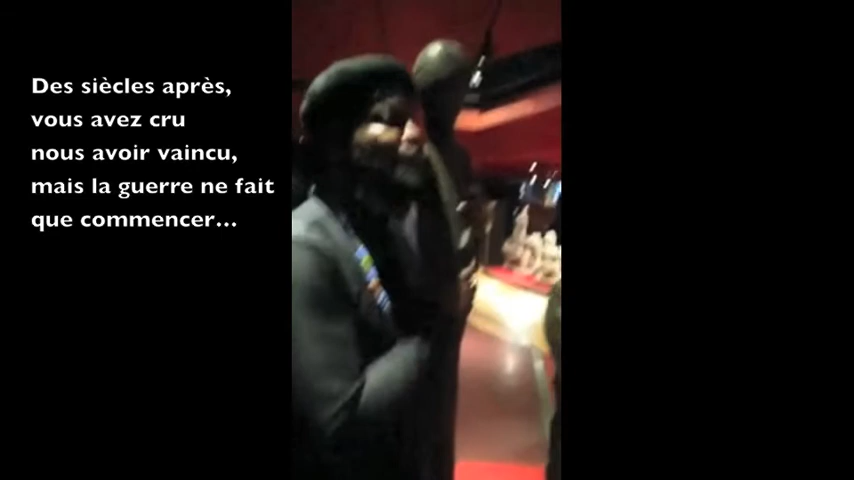 Des siècles après,
vous avez cru
nous avoir vaincu,
mais la guerre ne fait
que commencer...